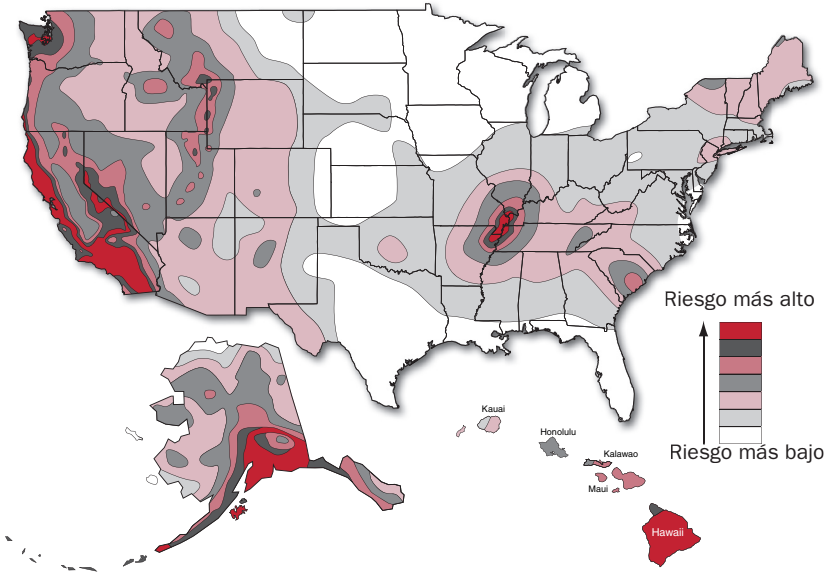 Riesgo más alto
Riesgo más bajo
Kauai
Honolulu
Kalawao
Maui
Hawaii